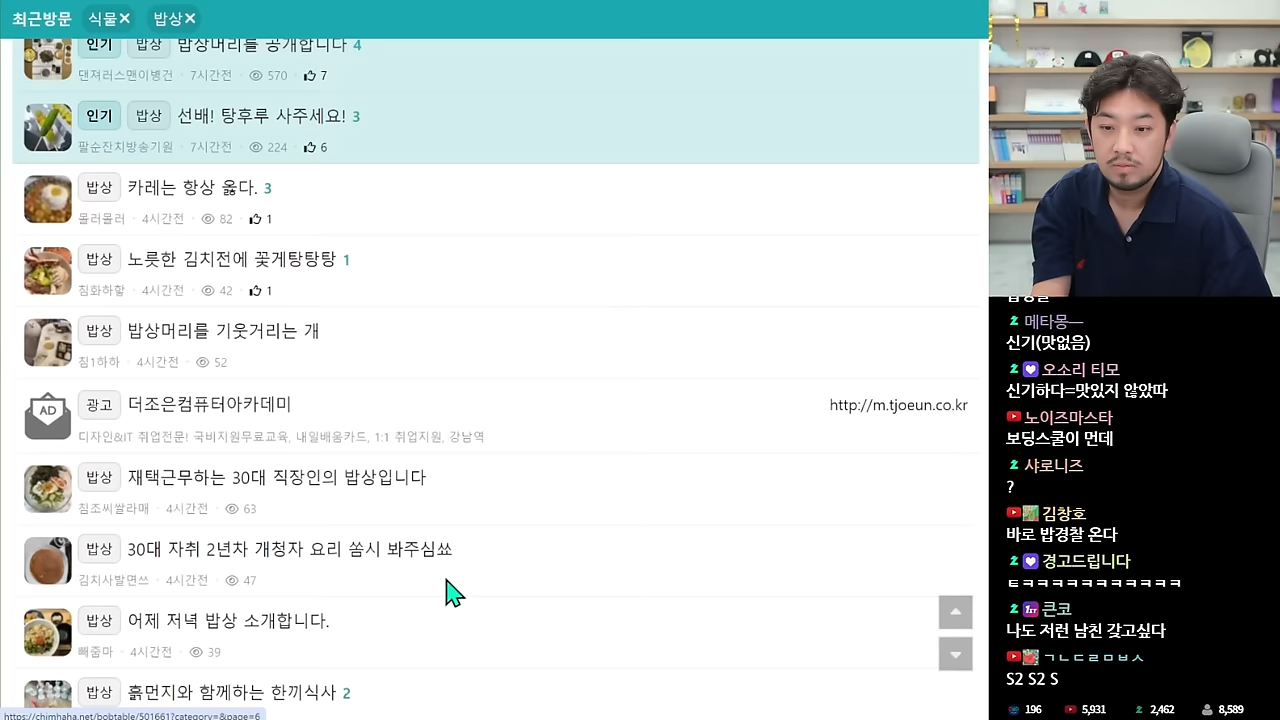 최근방문 식물✕ 밥상✕
인기 밥상 밥상머리를 공개합니다 4
댄져러스맨이병건 · 7시간전 · 570 · 7
인기 밥상 선배! 탕후루 사주세요! 3
팔순잔치방송기원 · 7시간전 · 224 · 6
밥상 카레는 항상 옳다. 3
몰러몰러 · 4시간전 · 82 · 1
밥상 노릇한 김치전에 꽃게탕탕탕 1
침화하핳 · 4시간전 · 42 · 1
밥상 밥상머리를 기웃거리는 개
침1하하 · 4시간전 · 52
AD 광고 더조은컴퓨터아카데미 http://m.tjoeun.co.kr
디자인&IT 취업전문! 국비지원무료교육, 내일배움카드, 1:1 취업지원, 강남역
밥상 재택근무하는 30대 직장인의 밥상입니다
침조씨쌀라매 · 4시간전 · 63
밥상 30대 자취 2년차 개청자 요리 쏨시 봐주심쑈
김치사발면쓰 · 4시간전 · 47
밥상 어제 저녁 밥상 소개합니다.
빼줍마 · 4시간전 · 39
밥상 흙먼지와 함께하는 한끼식사 2
https://chimhaha.net/bobtable/501661?category=&page=6
메타몽—
신기(맛없음)
오소리 티모
신기하다=맛있지 않았따
노이즈마스타
보딩스쿨이 먼데
샤로니즈
?
김창호
바로 밥경찰 온다
경고드립니다
ㅌㅋㅋㅋㅋㅋㅋㅋㅋㅋㅋㅋ
큰코
나도 저런 남친 갖고싶다
ㄱㄴㄷㄹㅁㅂㅅ
S2 S2 S
196 5,931 2,462 8,589